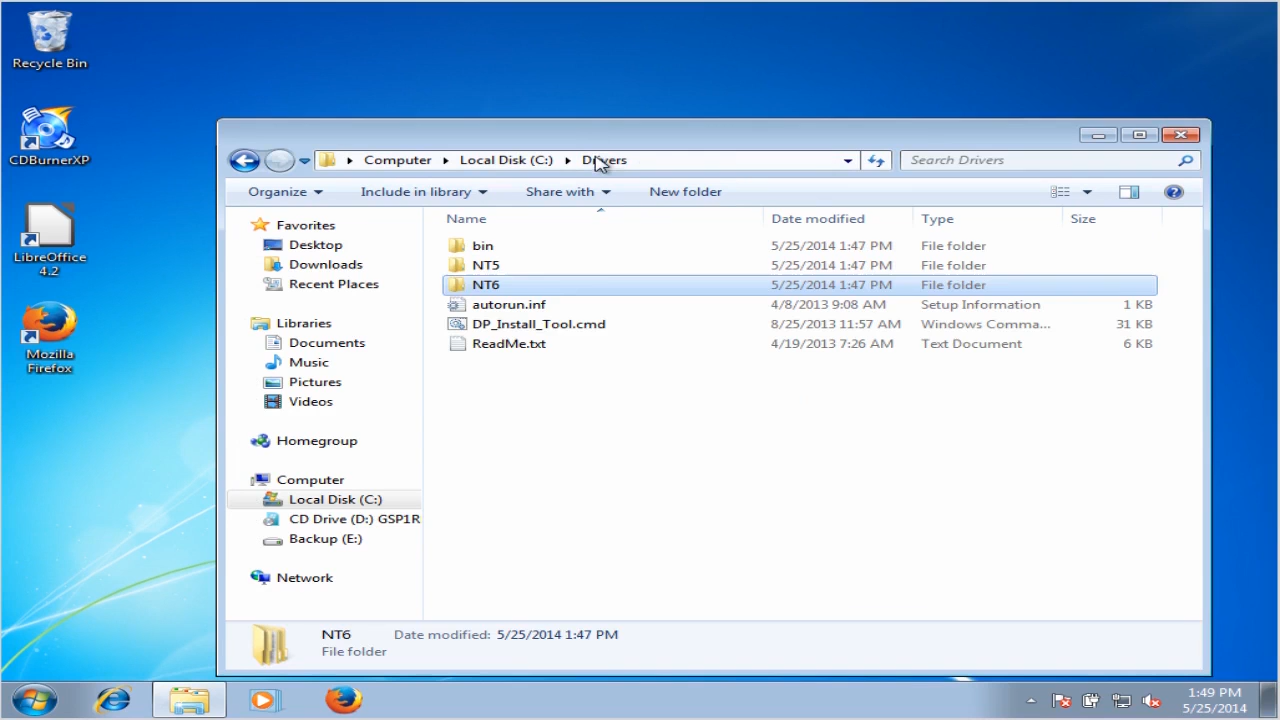 Recycle Bin
CDBurnerXP
LibreOffice
4.2
Mozilla
Firefox
Computer Local Disk (C:) Drivers
Search Drivers
Organize Include in library Share with New folder
Favorites
Desktop
Downloads
Recent Places
Libraries
Documents
Music
Pictures
Videos
Homegroup
Computer
Local Disk (C:)
CD Drive (D:) GSP1R
Backup (E:)
Network
Name Date modified Type Size
bin 5/25/2014 1:47 PM File folder
NT5 5/25/2014 1:47 PM File folder
NT6 5/25/2014 1:47 PM File folder
autorun.inf 4/8/2013 9:08 AM Setup Information 1 KB
DP_Install_Tool.cmd 8/25/2013 11:57 AM Windows Comma... 31 KB
ReadMe.txt 4/19/2013 7:26 AM Text Document 6 KB
NT6 Date modified: 5/25/2014 1:47 PM
File folder
1:49 PM
5/25/2014